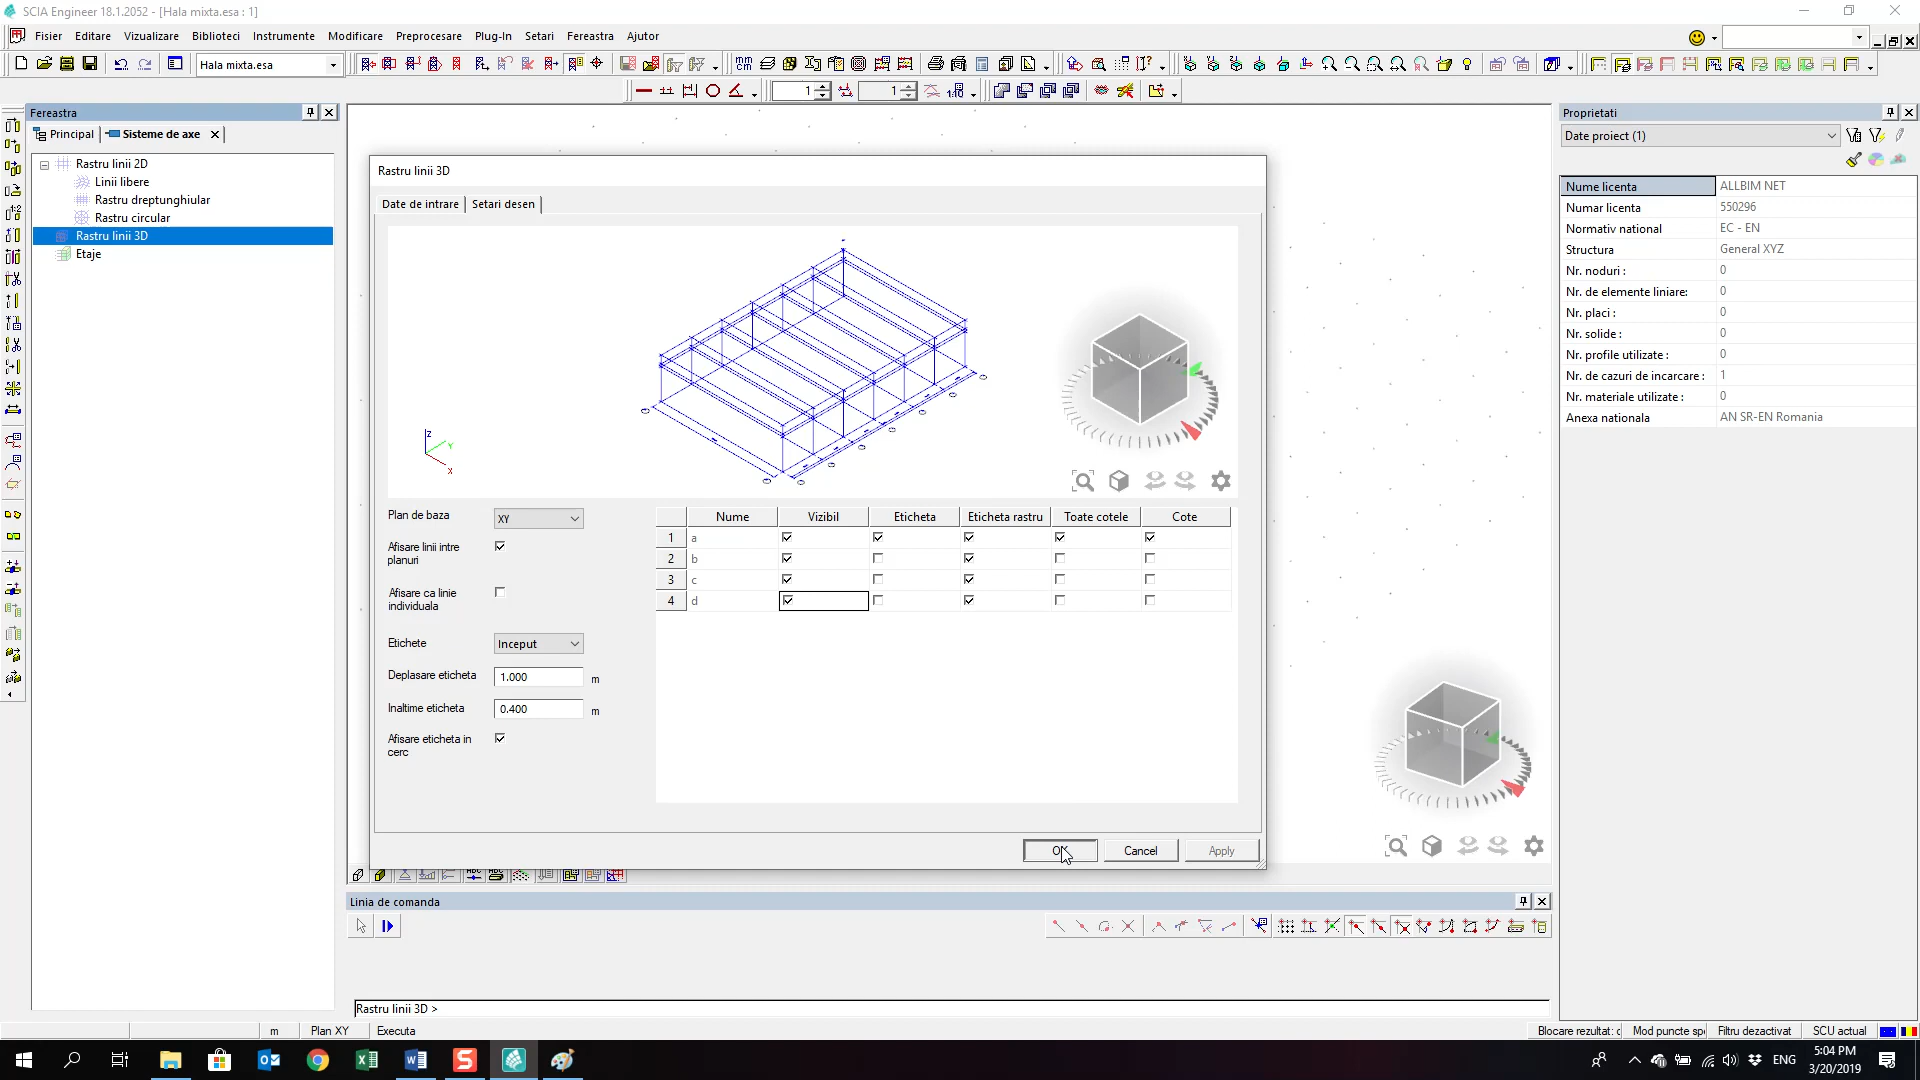 SCIA Engineer 18.1.2052 - [Hala mixta.esa : 1]
Fisier Editare Vizualizare Biblioteci Instrumente Modificare Preprocesare Plug-In Setari Fereastra Ajutor
Hala mixta.esa
1 1
Fereastra
Principal Sisteme de axe
Rastru linii 2D
Linii libere
Rastru dreptunghiular
Rastru circular
Rastru linii 3D
Etaje
Rastru linii 3D
Date de intrare Setari desen
Z
Y
X
Plan de baza XY
Afisare linii intre
planuri
Afisare ca linie
individuala
Etichete Inceput
Deplasare eticheta 1.000 m
Inaltime eticheta 0.400 m
Afisare eticheta in
cerc
Nume Vizibil Eticheta Eticheta rastru Toate cotele Cote
1 a
2 b
3 c
4 d
OK Cancel Apply
Proprietati
Date proiect (1)
Nume licenta ALLBIM NET
Numar licenta 550296
Normativ national EC - EN
Structura General XYZ
Nr. noduri : 0
Nr. de elemente liniare: 0
Nr. placi : 0
Nr. solide : 0
Nr. profile utilizate : 0
Nr. de cazuri de incarcare : 1
Nr. materiale utilizate : 0
Anexa nationala AN SR-EN Romania
Linia de comanda
Rastru linii 3D >
m Plan XY Executa
Blocare rezultat: Mod puncte Filtru dezactivat SCU actual
ENG
5:04 PM
3/20/2019